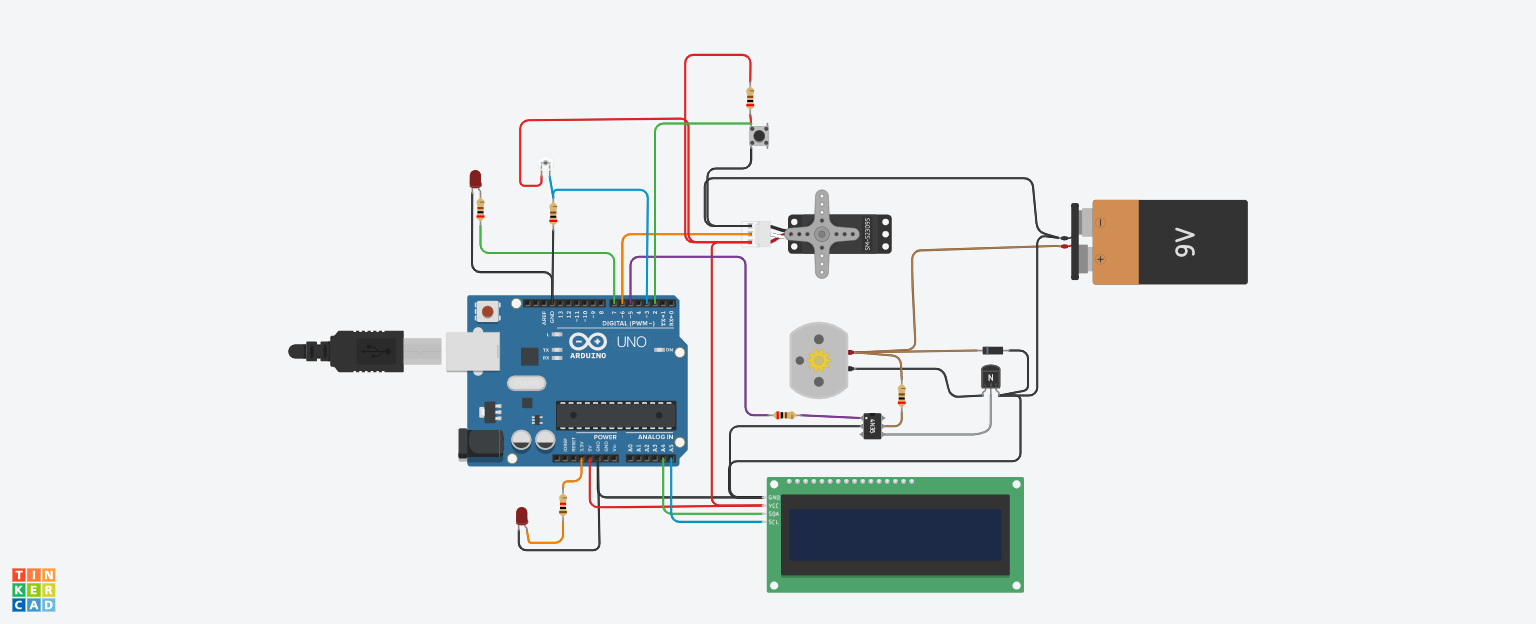 SM-S2309S
9V
AREF
GND
13
12
~11
~10
~9
8
7
~6
~5
4
~3
2
TX→1
RX←0
DIGITAL (PWM~)
L
TX
RX
ARDUINO
UNO
ON
N
4N35
POWER
ANALOG IN
IOREF
RESET
3.3V
5V
GND
GND
Vin
A0
A1
A2
A3
A4
A5
GND
VCC
SDA
SCL
TIN
KER
CAD